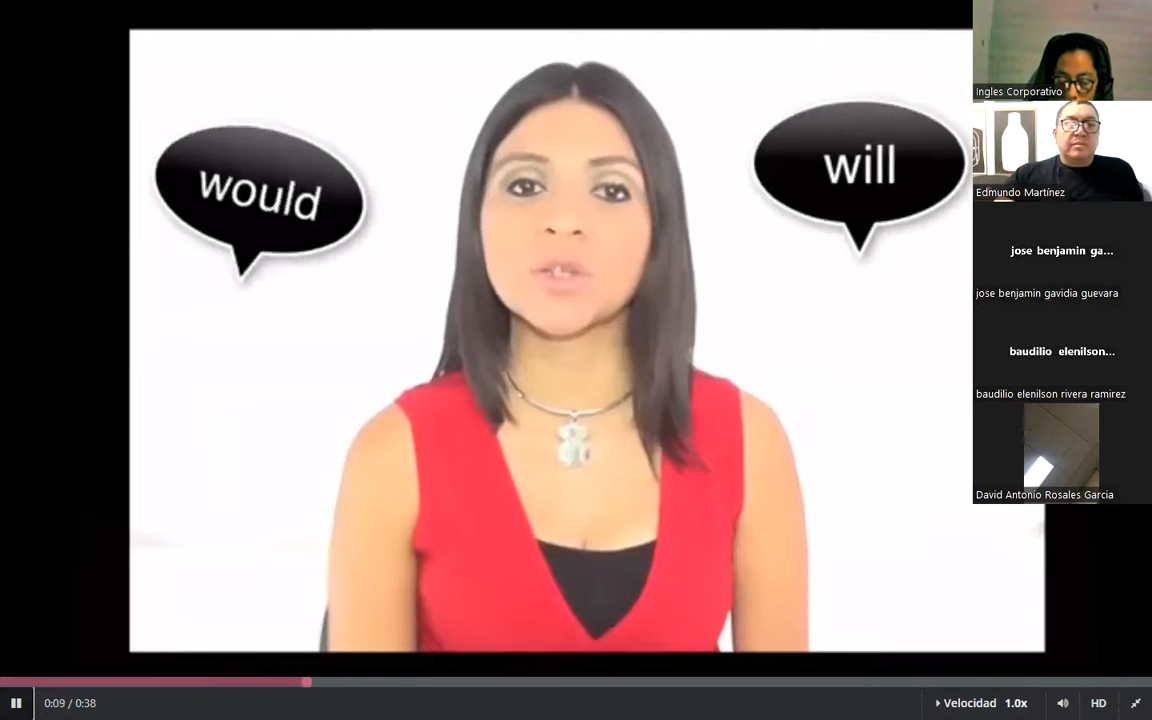 would
will
Ingles Corporativo
Edmundo Martínez
jose benjamin ga...
jose benjamin gavidia guevara
baudilio elenilson...
baudilio elenilson rivera ramirez
David Antonio Rosales Garcia
0:09 / 0:38
Velocidad 1.0x
HD